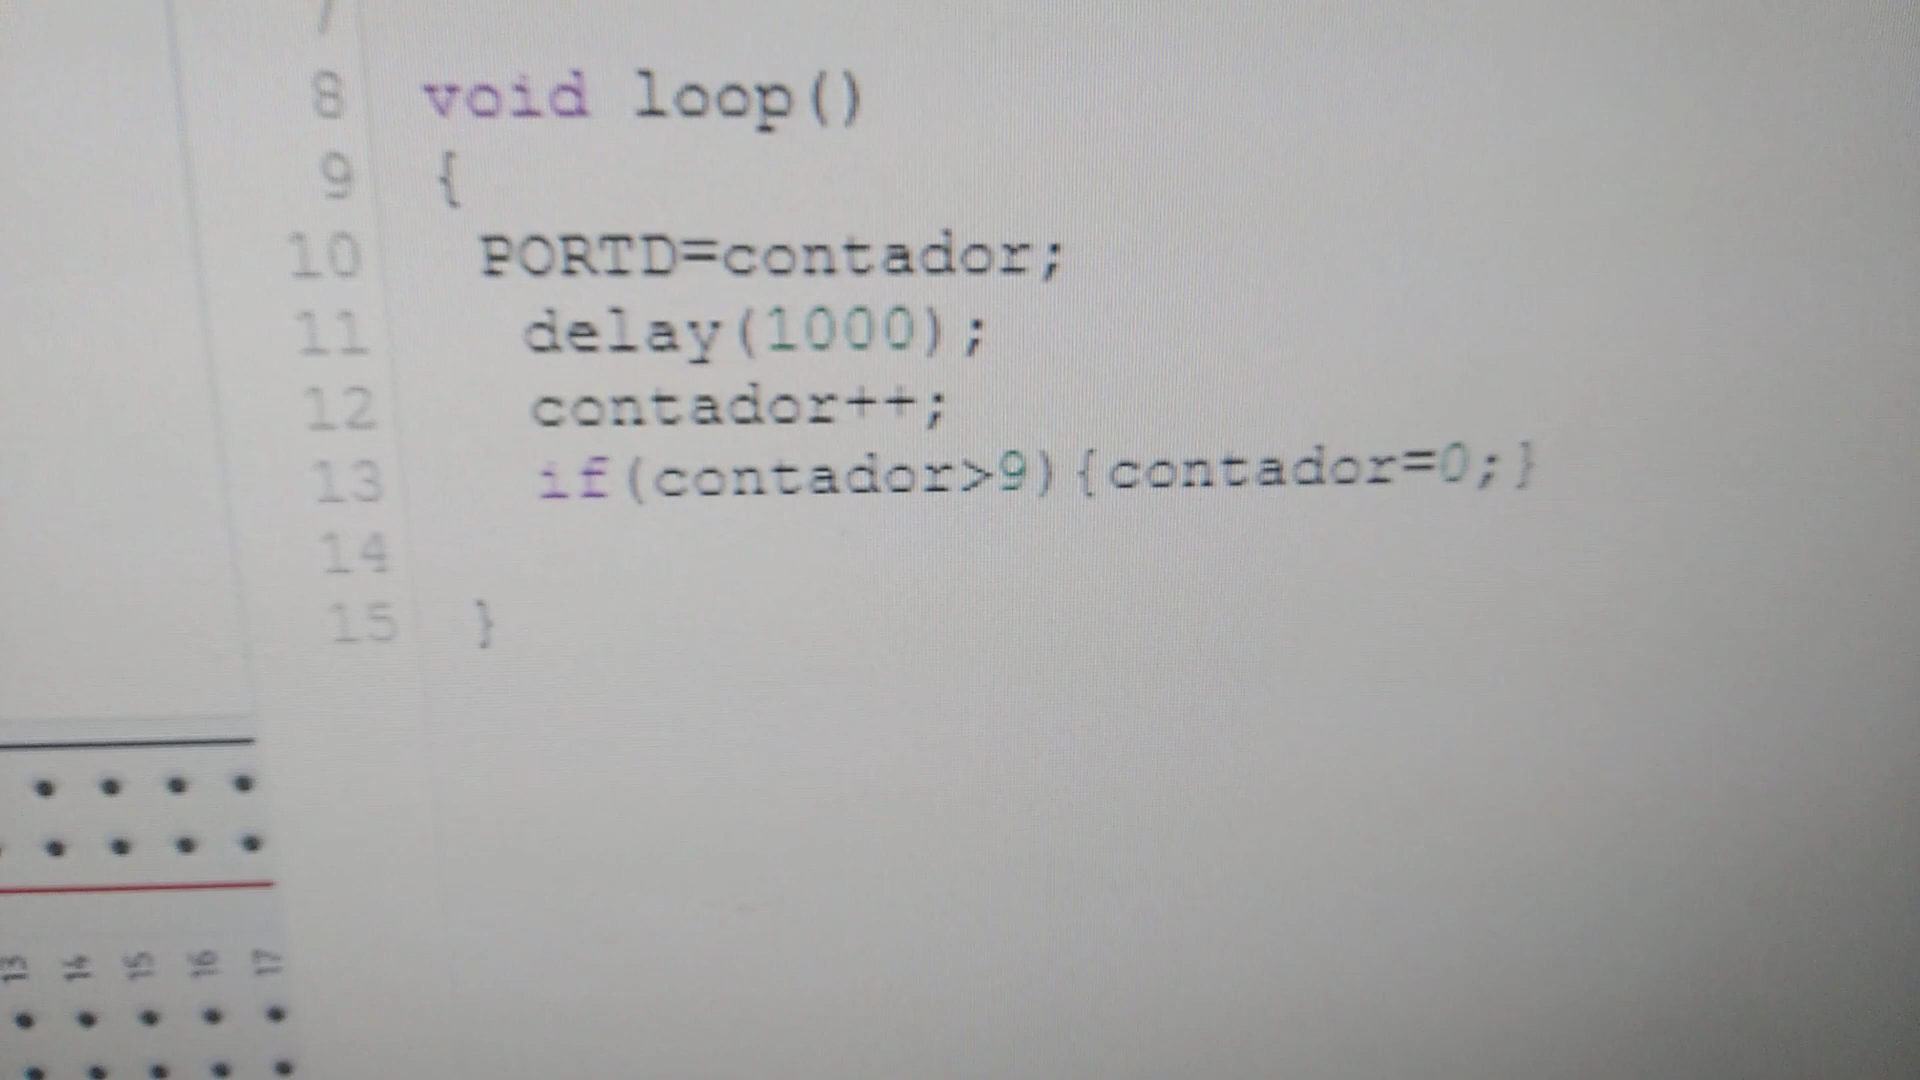 7
8 void loop()
9 {
10 PORTD=contador;
11 delay(1000);
12 contador++;
13 if(contador>9){contador=0;}
14
15 }
13 14 15 16 17